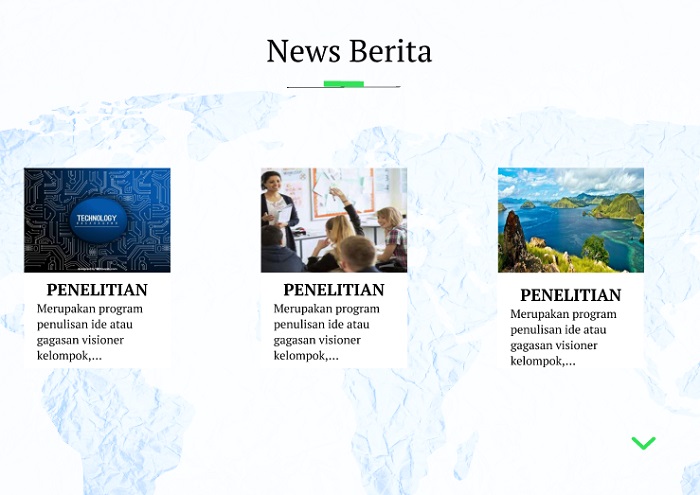 News Berita
TECHNOLOGY
PENELITIAN
Merupakan program
penulisan ide atau
gagasan visioner
kelompok,...
PENELITIAN
Merupakan program
penulisan ide atau
gagasan visioner
kelompok,...
PENELITIAN
Merupakan program
penulisan ide atau
gagasan visioner
kelompok,...